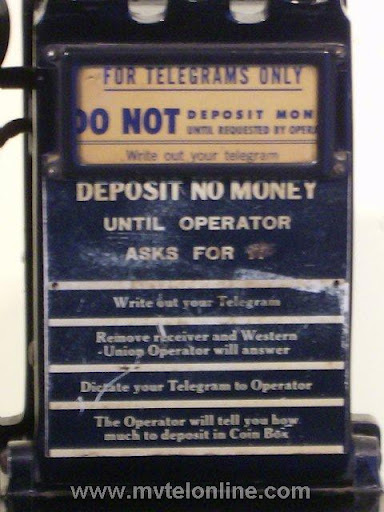 FOR TELEGRAMS ONLY
DO NOT DEPOSIT MON
UNTIL REQUESTED BY OPERA
Write out your telegram
DEPOSIT NO MONEY
UNTIL OPERATOR
ASKS FOR IT
Write out your Telegram
Remove receiver and Western
Union Operator will answer
Dictate your Telegram to Operator
The Operator will tell you how
much to deposit in Coin Box
www.mytelonline.com